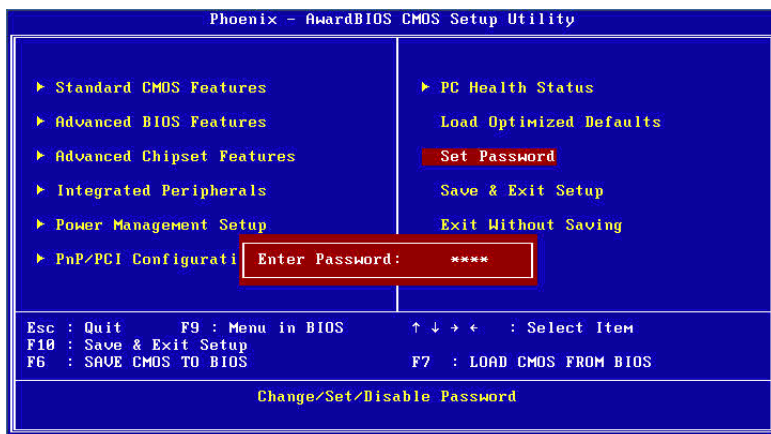 Phoenix - AwardBIOS CMOS Setup Utility
▶ Standard CMOS Features
▶ Advanced BIOS Features
▶ Advanced Chipset Features
▶ Integrated Peripherals
▶ Power Management Setup
▶ PnP/PCI Configurati
▶ PC Health Status
Load Optimized Defaults
Set Password
Save & Exit Setup
Exit Without Saving
Enter Password: ****
Esc : Quit F9 : Menu in BIOS ↑ ↓ → ← : Select Item
F10 : Save & Exit Setup
F6 : SAVE CMOS TO BIOS F7 : LOAD CMOS FROM BIOS
Change/Set/Disable Password